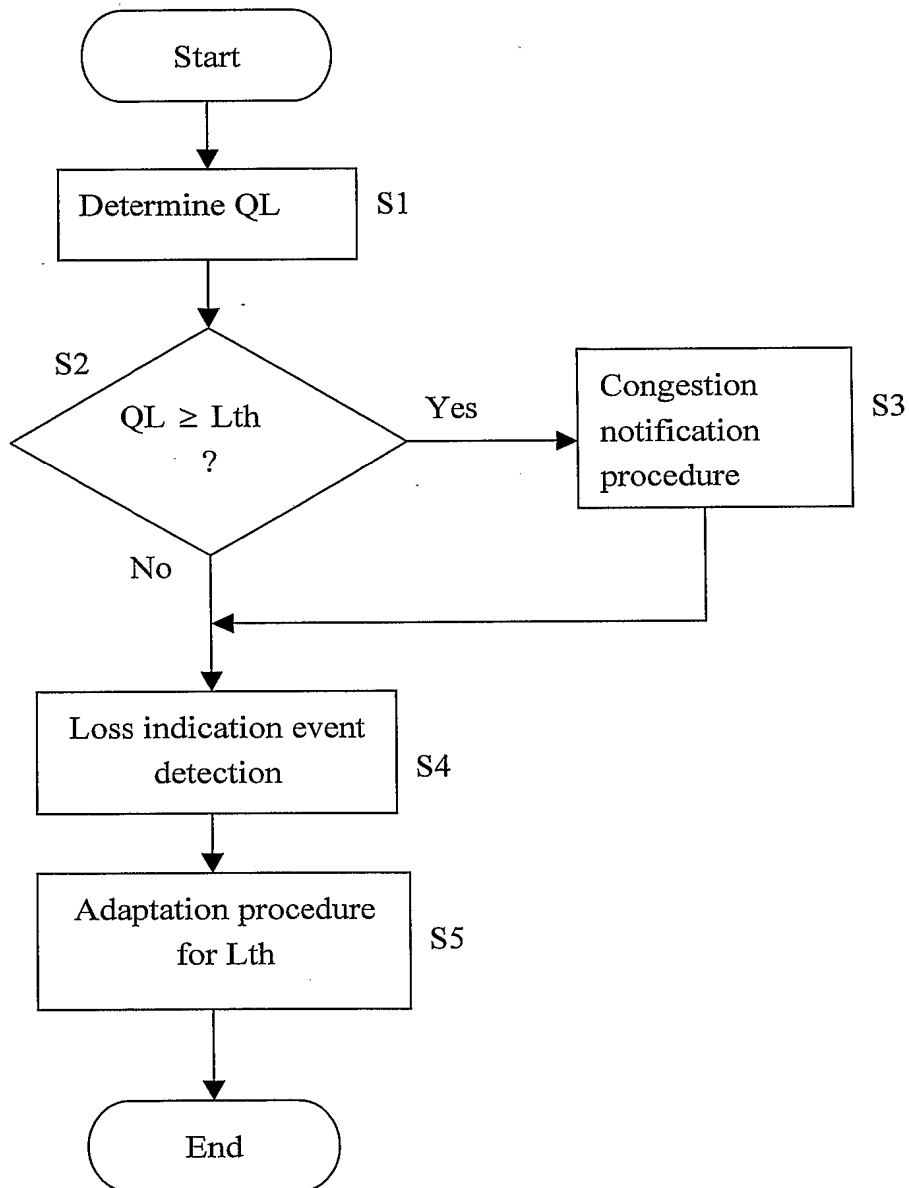 Start
Determine QL
S1
S2
QL ≥ Lth
?
Yes
Congestion
notification
procedure
S3
No
Loss indication event
detection
S4
Adaptation procedure
for Lth
S5
End